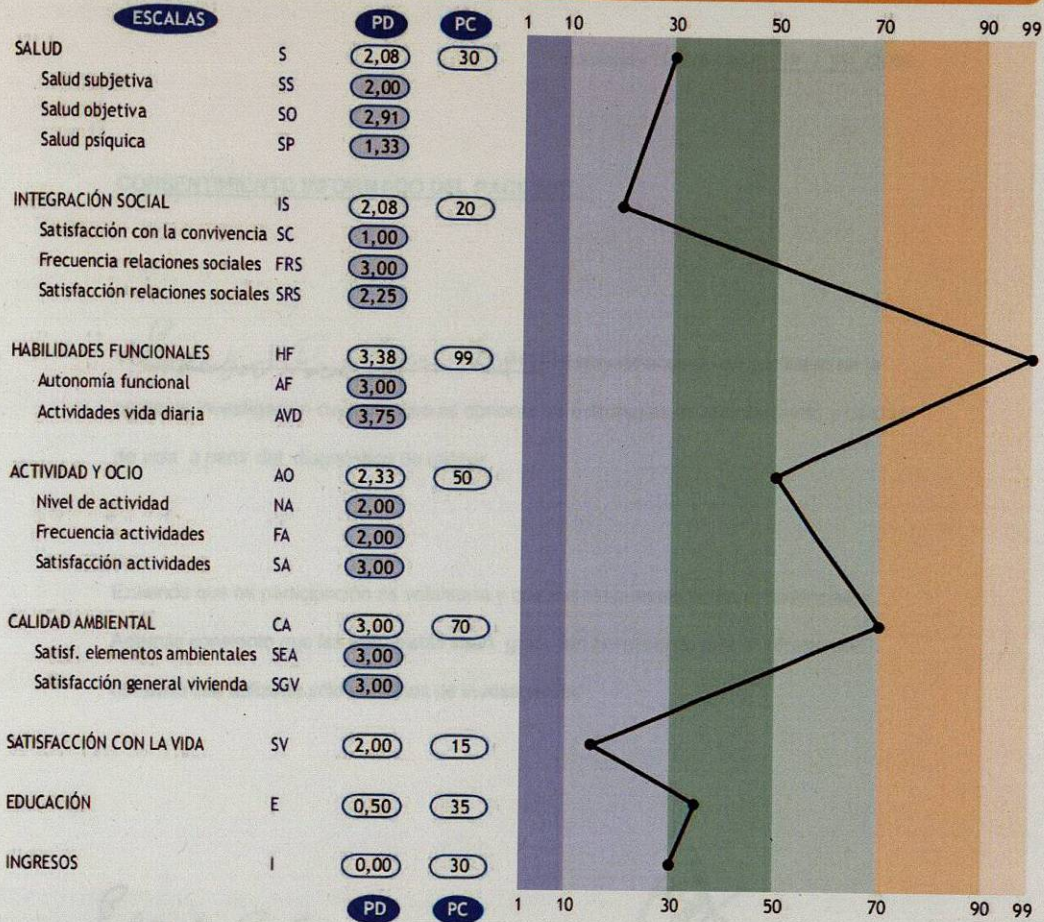 ESCALAS PD PC 1 10 30 50 70 90 99
SALUD S 2,08 30
Salud subjetiva SS 2,00
Salud objetiva SO 2,91
Salud psíquica SP 1,33
CONSENTIMIENTO INFORMADO DEL PACIENTE
INTEGRACIÓN SOCIAL IS 2,08 20
Satisfacción con la convivencia SC 1,00
Frecuencia relaciones sociales FRS 3,00
Satisfacción relaciones sociales SRS 2,25
HABILIDADES FUNCIONALES HF 3,38 99
Autonomía funcional AF 3,00
Actividades vida diaria AVD 3,75
ACTIVIDAD Y OCIO AO 2,33 50
Nivel de actividad NA 2,00
Frecuencia actividades FA 2,00
Satisfacción actividades SA 3,00
CALIDAD AMBIENTAL CA 3,00 70
Satisf. elementos ambientales SEA 3,00
Satisfacción general vivienda SGV 3,00
SATISFACCIÓN CON LA VIDA SV 2,00 15
EDUCACIÓN E 0,50 35
INGRESOS I 0,00 30
PD PC 1 10 30 50 70 90 99